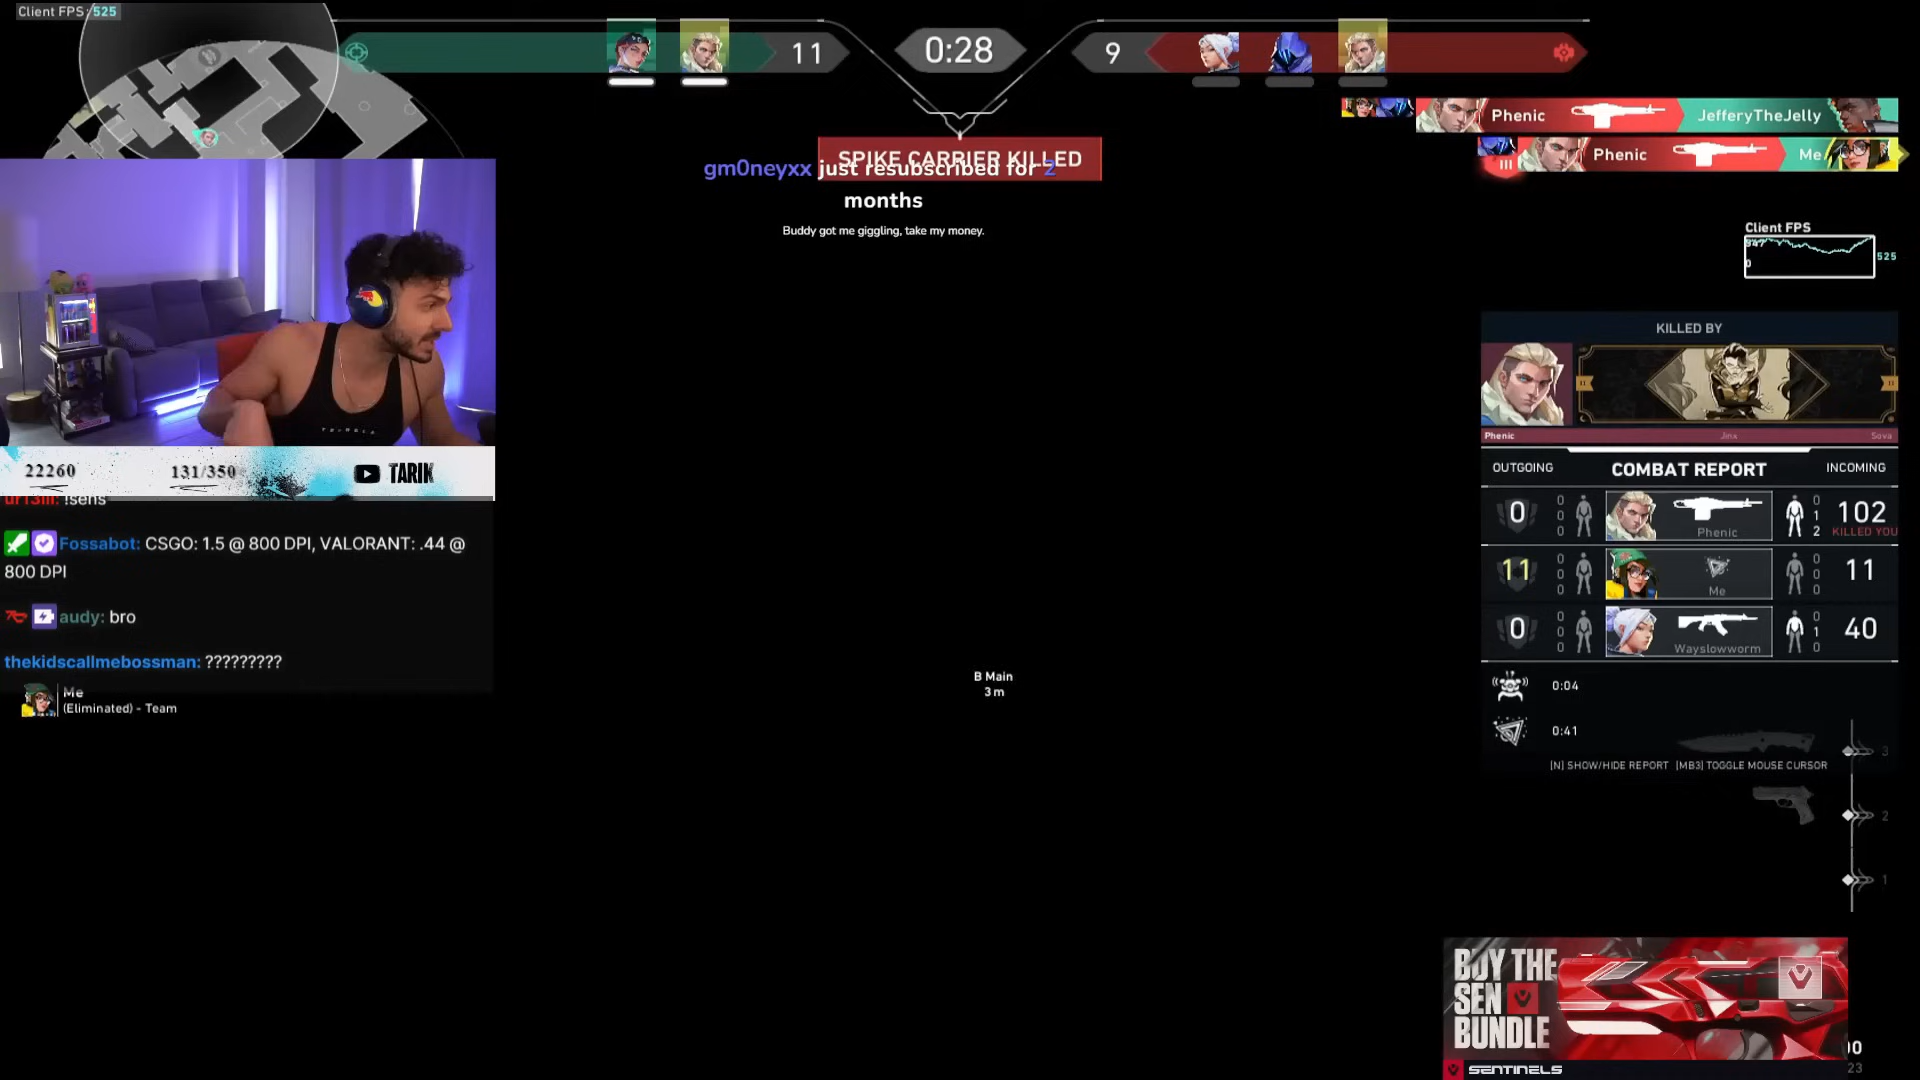 Client FPS: 525
11
0:28
9
SPIKE CARRIER KILLED
gm0neyxx just resubscribed for 2
months
Buddy got me giggling, take my money.
Phenic JefferyTheJelly
III Phenic Me
Client FPS
0
525
KILLED BY
Phenic Jinx Sova
OUTGOING COMBAT REPORT INCOMING
0 0 0 0 Phenic 0 1 2 102
KILLED YOU
11 0 0 0 Me 0 0 0 11
0 0 0 0 Wayslowworm 0 1 0 40
0:04
0:41
[N] SHOW/HIDE REPORT [MB3] TOGGLE MOUSE CURSOR
3
2
1
22260 131/350 TARIK
ur13lll: !sens
Fossabot: CSGO: 1.5 @ 800 DPI, VALORANT: .44 @
800 DPI
audy: bro
thekidscallmebossman: ?????????
Me
(Eliminated) - Team
B Main
3 m
BUY THE
SEN
BUNDLE
SENTINELS
23